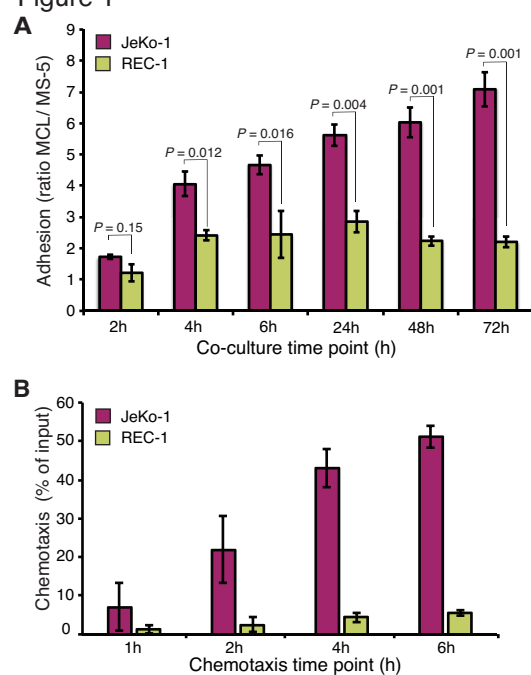 Figure 1
A
Adhesion (ratio MCL/ MS-5)
9
8
7
6
5
4
3
2
1
0
JeKo-1
REC-1
P = 0.15
P = 0.012
P = 0.016
P = 0.004
P = 0.001
P = 0.001
2h 4h 6h 24h 48h 72h
Co-culture time point (h)
B
Chemotaxis (% of input)
60
50
40
30
20
10
0
JeKo-1
REC-1
1h 2h 4h 6h
Chemotaxis time point (h)